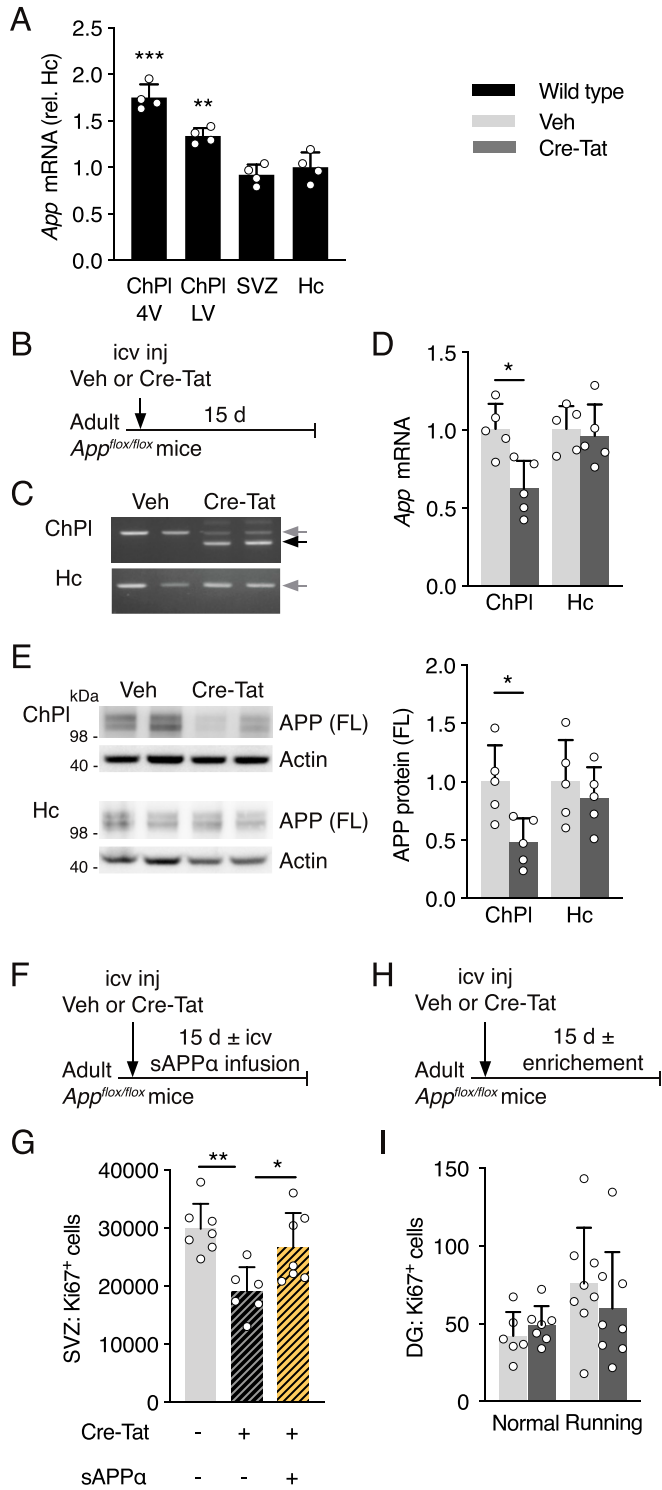 A
App mRNA (rel. Hc)
2.5
2.0
1.5
1.0
0.5
0.0
***
**
ChPl 4V
ChPl LV
SVZ
Hc
Wild type
Veh
Cre-Tat
B
icv inj
Veh or Cre-Tat
Adult
15 d
Appflox/flox mice
C
Veh
Cre-Tat
ChPl
Hc
D
App mRNA
1.5
1.0
0.5
0.0
*
ChPl
Hc
E
kDa
Veh
Cre-Tat
ChPl
98 -
APP (FL)
40 -
Actin
Hc
98 -
APP (FL)
40 -
Actin
APP protein (FL)
2.0
1.5
1.0
0.5
0.0
*
ChPl
Hc
F
icv inj
Veh or Cre-Tat
15 d ± icv
Adult
sAPPα infusion
Appflox/flox mice
H
icv inj
Veh or Cre-Tat
15 d ±
Adult
enrichement
Appflox/flox mice
G
SVZ: Ki67+ cells
40000
30000
20000
10000
0
**
*
Cre-Tat - + +
sAPPα - - +
I
DG: Ki67+ cells
150
100
50
0
Normal Running